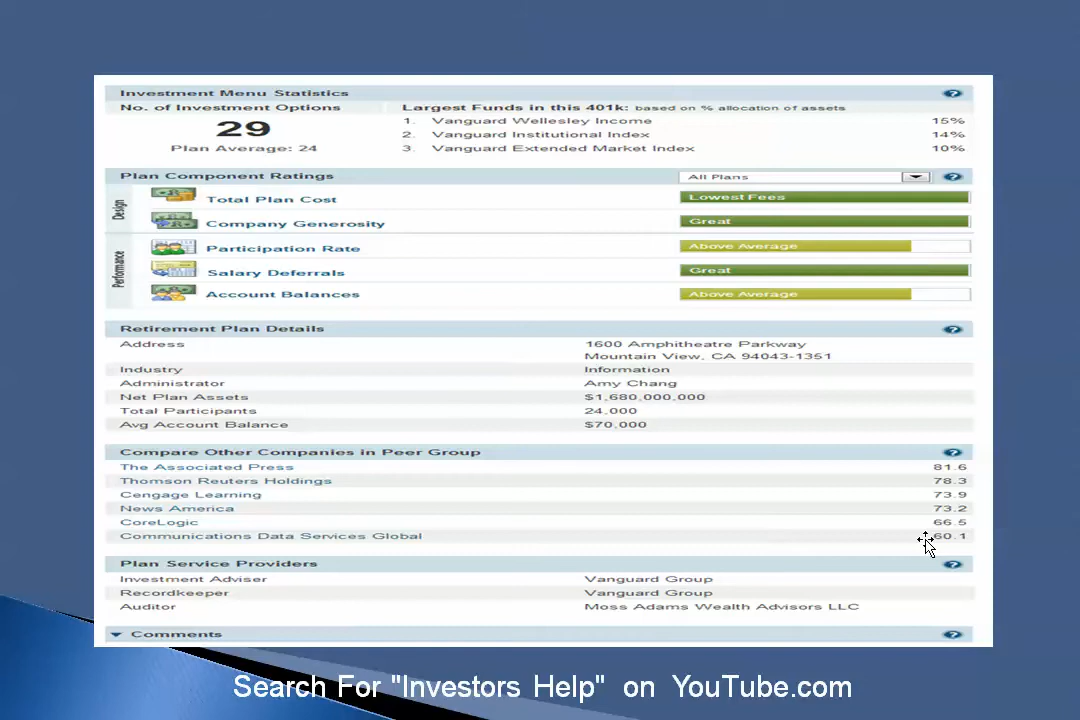 Investment Menu Statistics
No. of Investment Options
29
Plan Average: 24
Largest Funds in this 401k: based on % allocation of assets
1. Vanguard Wellesley Income 15%
2. Vanguard Institutional Index 14%
3. Vanguard Extended Market Index 10%
Plan Component Ratings All Plans
Design
Total Plan Cost Lowest Fees
Company Generosity Great
Performance
Participation Rate Above Average
Salary Deferrals Great
Account Balances Above Average
Retirement Plan Details
Address 1600 Amphitheatre Parkway
Mountain View, CA 94043-1351
Industry Information
Administrator Amy Chang
Net Plan Assets $1,680,000,000
Total Participants 24,000
Avg Account Balance $70,000
Compare Other Companies in Peer Group
The Associated Press 81.6
Thomson Reuters Holdings 78.3
Cengage Learning 73.9
News America 73.2
CoreLogic 66.5
Communications Data Services Global 60.1
Plan Service Providers
Investment Adviser Vanguard Group
Recordkeeper Vanguard Group
Auditor Moss Adams Wealth Advisors LLC
Comments
Search For "Investors Help" on YouTube.com